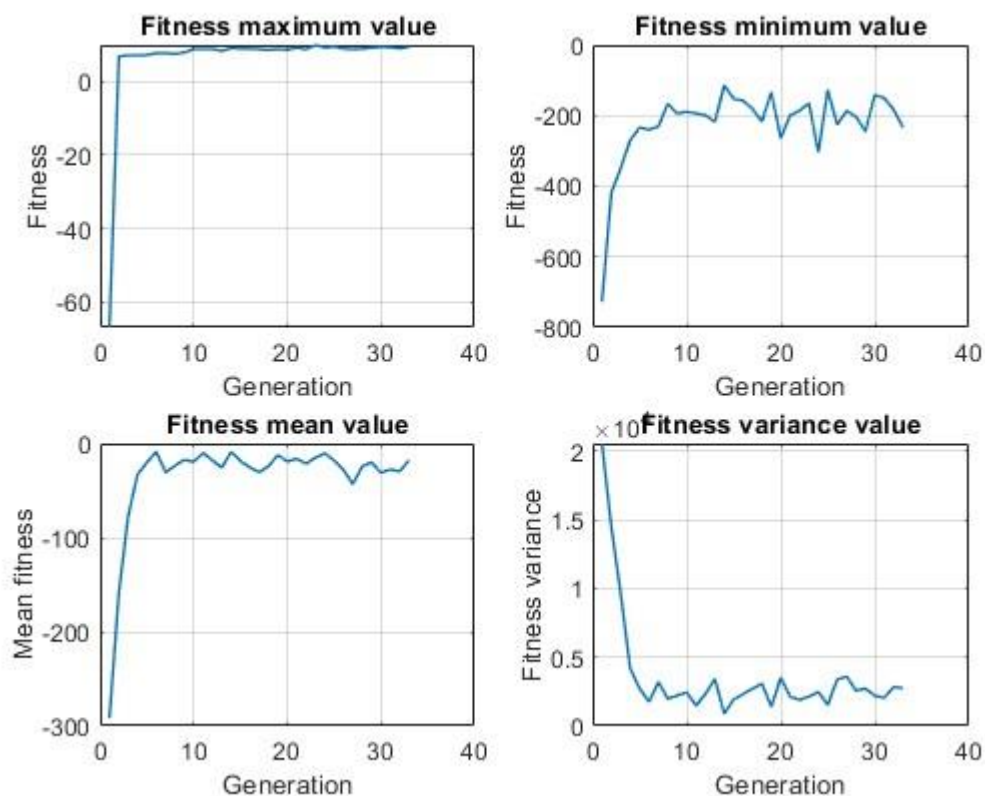 Fitness maximum value
Fitness
0
-20
-40
-60
0 10 20 30 40
Generation
Fitness minimum value
Fitness
0
-200
-400
-600
-800
0 10 20 30 40
Generation
Fitness mean value
Mean fitness
0
-100
-200
-300
0 10 20 30 40
Generation
Fitness variance value
× 10
Fitness variance
2
1.5
1
0.5
0
0 10 20 30 40
Generation